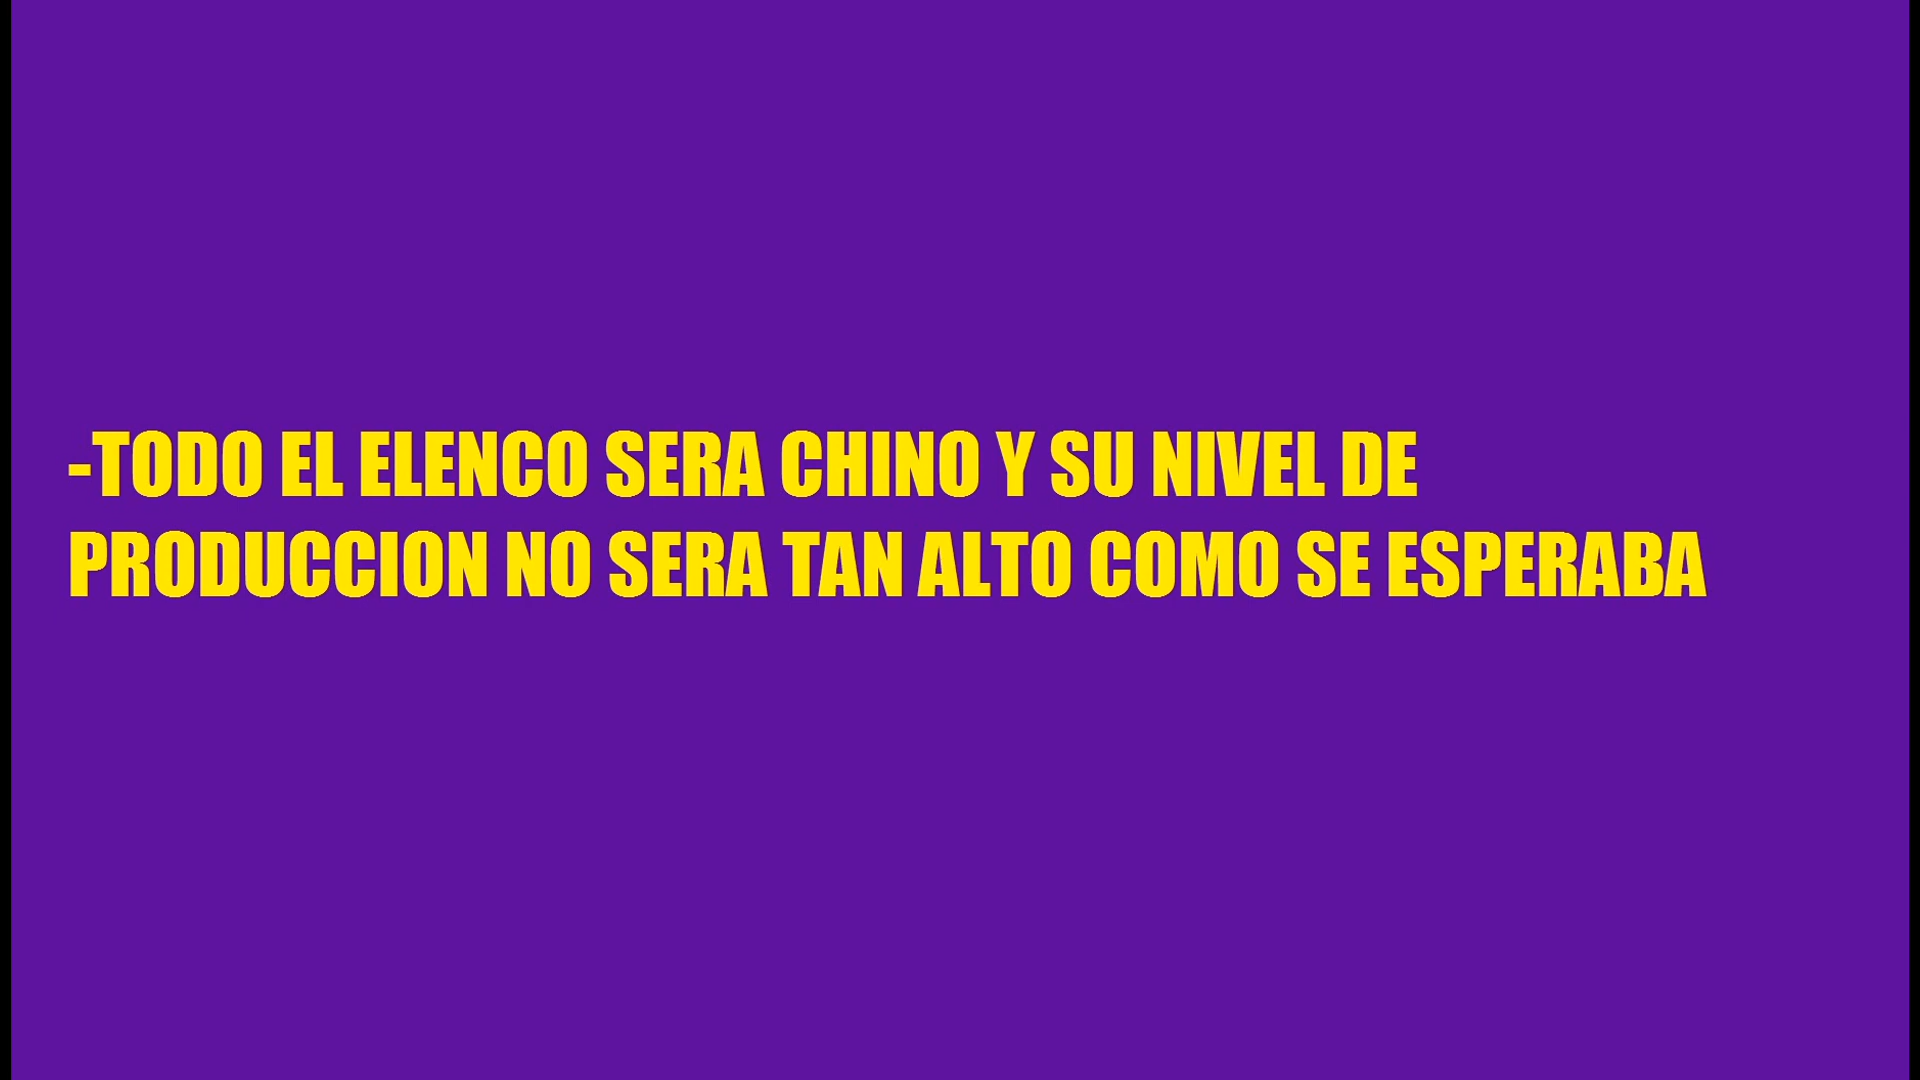 -TODO EL ELENCO SERA CHINO Y SU NIVEL DE
PRODUCCION NO SERA TAN ALTO COMO SE ESPERABA